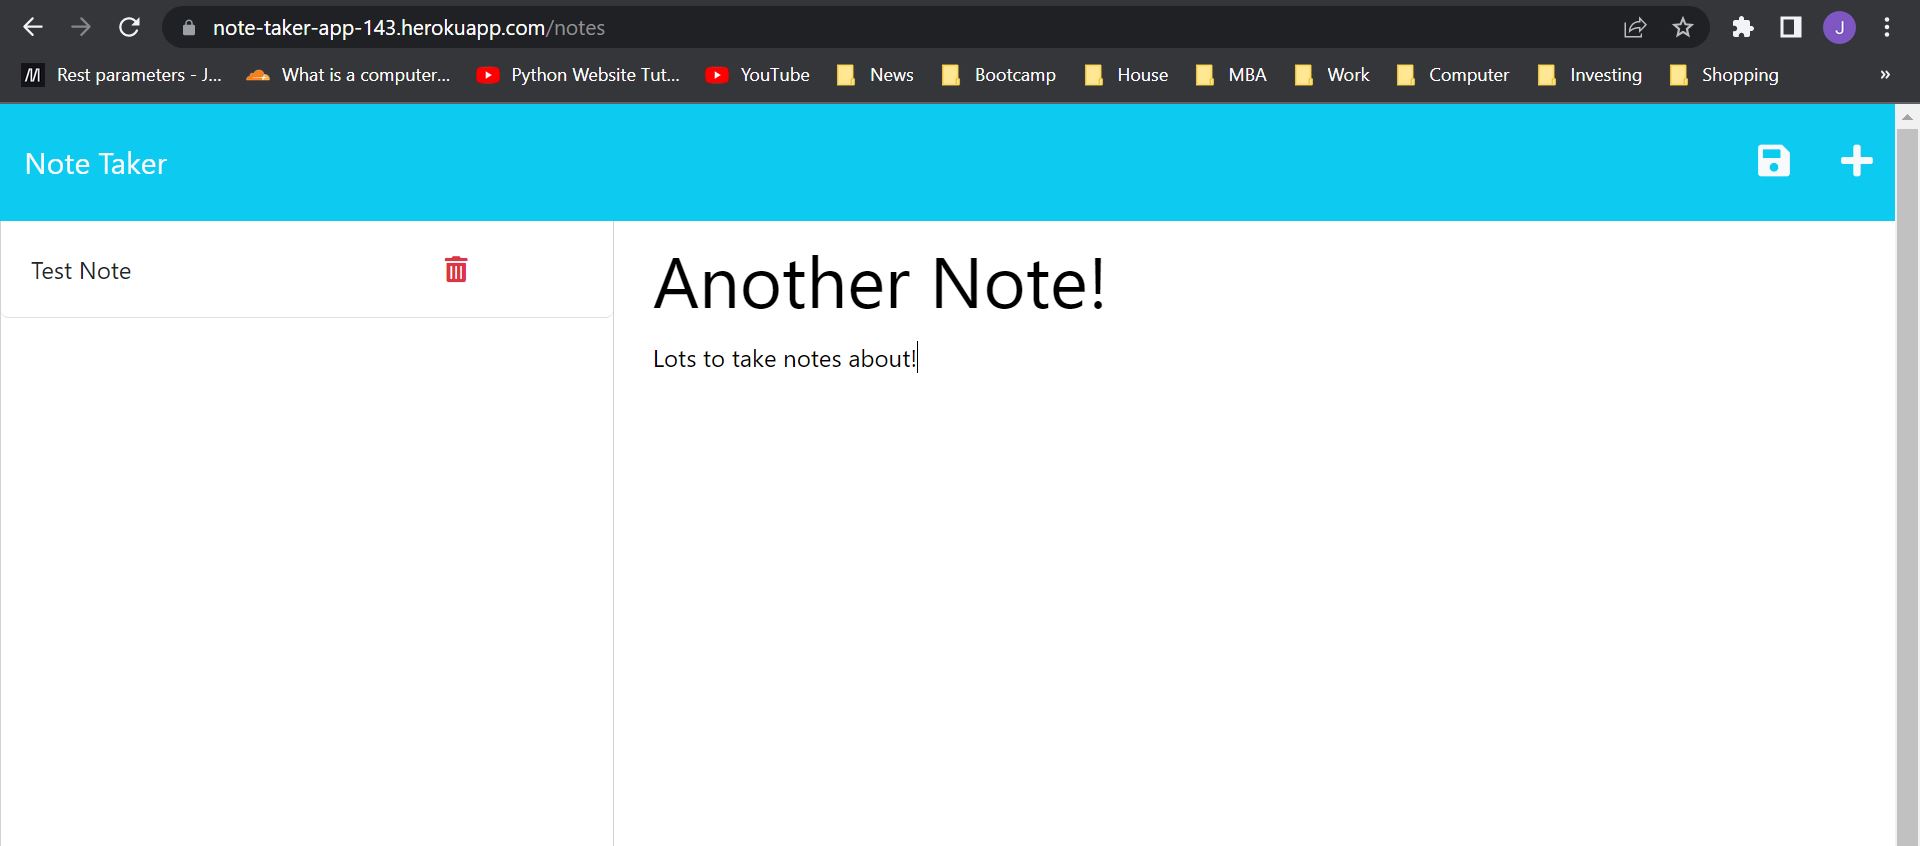 note-taker-app-143.herokuapp.com/notes
J
Rest parameters - J...
What is a computer...
Python Website Tut...
YouTube
News
Bootcamp
House
MBA
Work
Computer
Investing
Shopping
»
Note Taker
Test Note
Another Note!
Lots to take notes about!